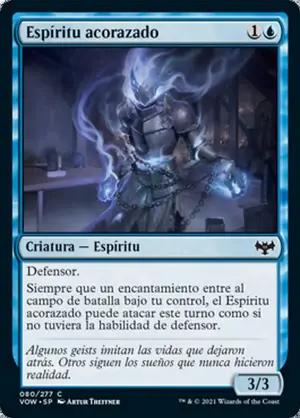 Espíritu acorazado 1
Criatura — Espíritu
Defensor.
Siempre que un encantamiento entre al
campo de batalla bajo tu control, el Espíritu
acorazado puede atacar este turno como si
no tuviera la habilidad de defensor.
Algunos geists imitan las vidas que dejaron
atrás. Otros siguen los sueños que nunca hicieron
realidad.
3/3
080/277 C
VOW • SP Artur Treffner
™ & © 2021 Wizards of the Coast